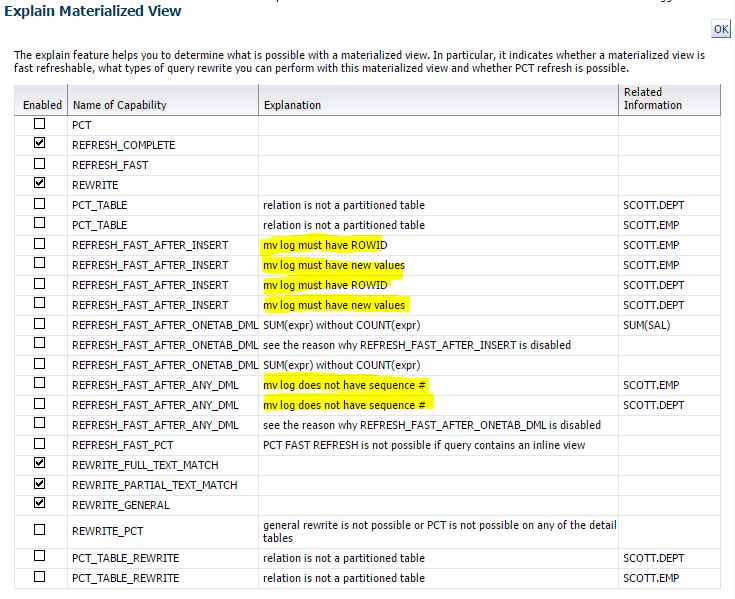 Explain Materialized View
OK
The explain feature helps you to determine what is possible with a materialized view. In particular, it indicates whether a materialized view is
fast refreshable, what types of query rewrite you can perform with this materialized view and whether PCT refresh is possible.
Enabled Name of Capability Explanation Related Information
PCT
REFRESH_COMPLETE
REFRESH_FAST
REWRITE
PCT_TABLE relation is not a partitioned table SCOTT.DEPT
PCT_TABLE relation is not a partitioned table SCOTT.EMP
REFRESH_FAST_AFTER_INSERT mv log must have ROWID SCOTT.EMP
REFRESH_FAST_AFTER_INSERT mv log must have new values SCOTT.EMP
REFRESH_FAST_AFTER_INSERT mv log must have ROWID SCOTT.DEPT
REFRESH_FAST_AFTER_INSERT mv log must have new values SCOTT.DEPT
REFRESH_FAST_AFTER_ONETAB_DML SUM(expr) without COUNT(expr) SUM(SAL)
REFRESH_FAST_AFTER_ONETAB_DML see the reason why REFRESH_FAST_AFTER_INSERT is disabled
REFRESH_FAST_AFTER_ONETAB_DML SUM(expr) without COUNT(expr)
REFRESH_FAST_AFTER_ANY_DML mv log does not have sequence # SCOTT.EMP
REFRESH_FAST_AFTER_ANY_DML mv log does not have sequence # SCOTT.DEPT
REFRESH_FAST_AFTER_ANY_DML see the reason why REFRESH_FAST_AFTER_ONETAB_DML is disabled
REFRESH_FAST_PCT PCT FAST REFRESH is not possible if query contains an inline view
REWRITE_FULL_TEXT_MATCH
REWRITE_PARTIAL_TEXT_MATCH
REWRITE_GENERAL
REWRITE_PCT general rewrite is not possible or PCT is not possible on any of the detail
tables
PCT_TABLE_REWRITE relation is not a partitioned table SCOTT.DEPT
PCT_TABLE_REWRITE relation is not a partitioned table SCOTT.EMP